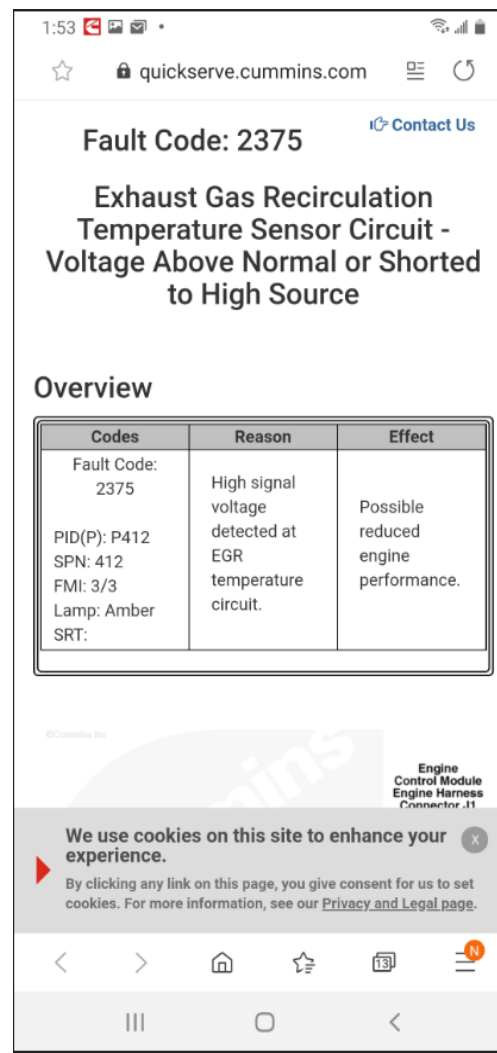 1:53
quickserve.cummins.com
Contact Us
Fault Code: 2375
Exhaust Gas Recirculation
Temperature Sensor Circuit -
Voltage Above Normal or Shorted
to High Source
Overview
Codes
Reason
Effect
Fault Code:
2375
PID(P): P412
SPN: 412
FMI: 3/3
Lamp: Amber
SRT:
High signal
voltage
detected at
EGR
temperature
circuit.
Possible
reduced
engine
performance.
©Cummins Inc
mins
Engine
Control Module
Engine Harness
Connector J1
We use cookies on this site to enhance your
experience.
X
By clicking any link on this page, you give consent for us to set
cookies. For more information, see our Privacy and Legal page.
13
N